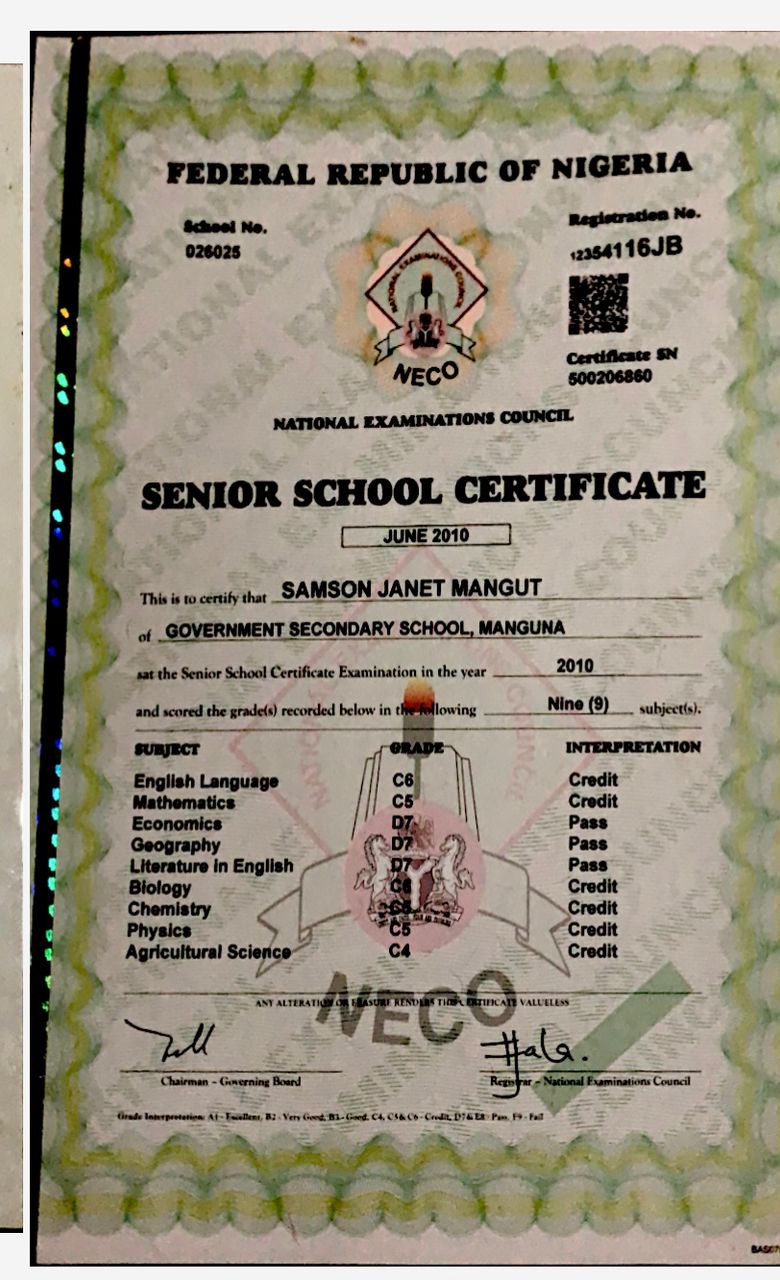 FEDERAL REPUBLIC OF NIGERIA
School No.
026025
Registration No.
12354116JB
NATIONAL EXAMINATIONS COUNCIL
NECO
Certificate SN
500206860
NATIONAL EXAMINATIONS COUNCIL
SENIOR SCHOOL CERTIFICATE
JUNE 2010
This is to certify that SAMSON JANET MANGUT
of GOVERNMENT SECONDARY SCHOOL, MANGUNA
sat the Senior School Certificate Examination in the year 2010
and scored the grade(s) recorded below in the following Nine (9) subject(s).
SUBJECT GRADE INTERPRETATION
English Language C6 Credit
Mathematics C5 Credit
Economics D7 Pass
Geography D7 Pass
Literature in English D7 Pass
Biology C6 Credit
Chemistry Credit
Physics C5 Credit
Agricultural Science C4 Credit
NECO
ANY ALTERATION OR ERASURE RENDERS THIS CERTIFICATE VALUELESS
Chairman - Governing Board
Registrar - National Examinations Council
Grade Interpretation: A1 - Excellent, B2 - Very Good, B3 - Good, C4, C5 & C6 - Credit, D7 & E8 - Pass, F9 - Fail